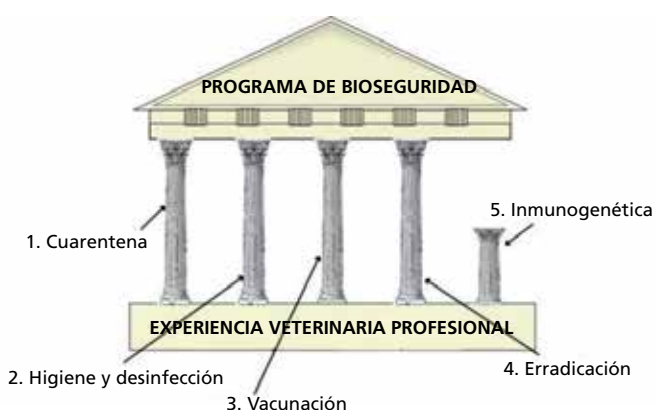 PROGRAMA DE BIOSEGURIDAD
5. Inmunogenética
1. Cuarentena
EXPERIENCIA VETERINARIA PROFESIONAL
4. Erradicación
2. Higiene y desinfección
3. Vacunación